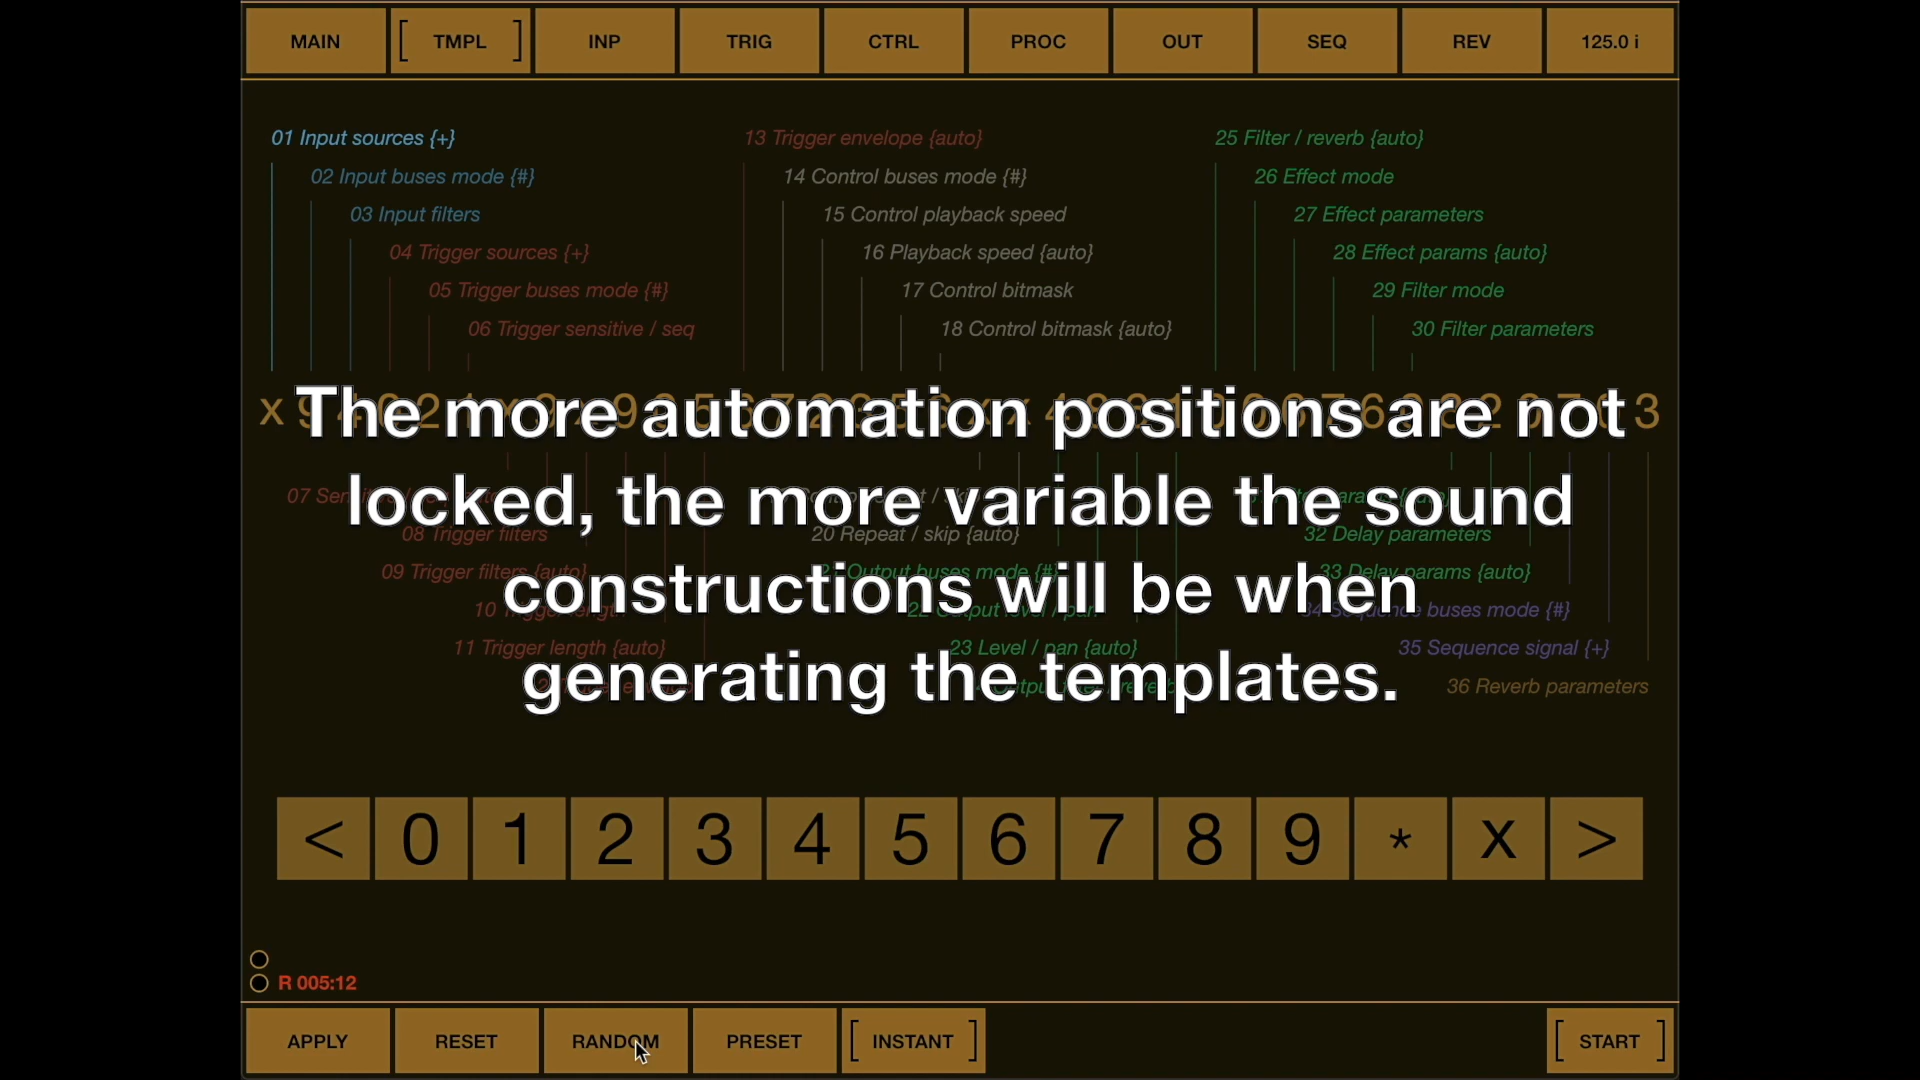 MAIN
TMPL
INP
TRIG
CTRL
PROC
OUT
SEQ
REV
125.0 i
01 Input sources {+}
02 Input buses mode {#}
03 Input filters
04 Trigger sources {+}
05 Trigger buses mode {#}
06 Trigger sensitive / seq
13 Trigger envelope {auto}
14 Control buses mode {#}
15 Control playback speed
16 Playback speed {auto}
17 Control bitmask
18 Control bitmask {auto}
25 Filter / reverb {auto}
26 Effect mode
27 Effect parameters
28 Effect params {auto}
29 Filter mode
30 Filter parameters
The more automation positions are not
locked, the more variable the sound
constructions will be when
generating the templates.
08 Trigger filters
09 Trigger filters {auto}
11 Trigger length {auto}
20 Repeat / skip {auto}
Output buses mode {#}
23 Level / pan {auto}
32 Delay parameters
33 Delay params {auto}
34 Sequence buses mode {#}
35 Sequence signal {+}
36 Reverb parameters
< 0 1 2 3 4 5 6 7 8 9 * X >
R 005:12
APPLY
RESET
RANDOM
PRESET
INSTANT
START